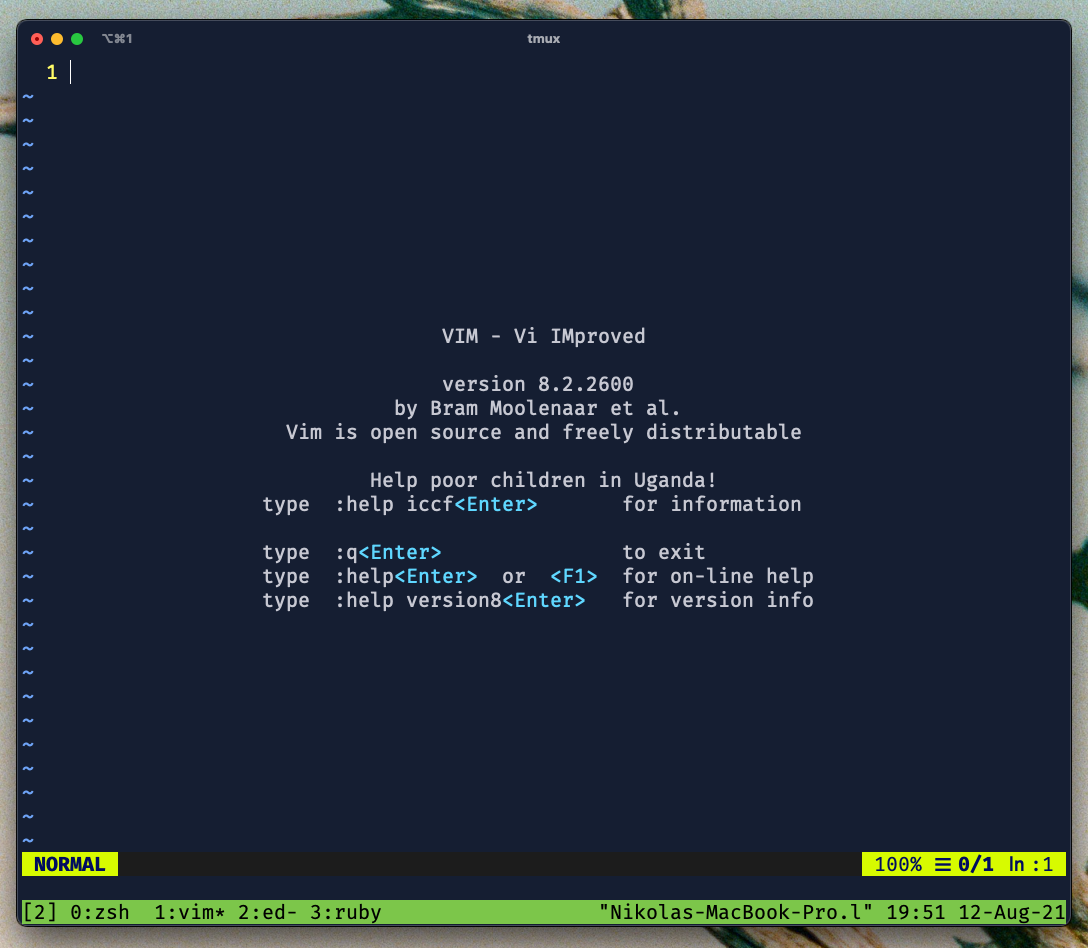 ⌥⌘1 tmux
1
~
~
~
~
~
~
~
~
~
~
~ VIM - Vi IMproved
~
~ version 8.2.2600
~ by Bram Moolenaar et al.
~ Vim is open source and freely distributable
~
~ Help poor children in Uganda!
~ type :help iccf<Enter> for information
~
~ type :q<Enter> to exit
~ type :help<Enter> or <F1> for on-line help
~ type :help version8<Enter> for version info
~
~
~
~
~
~
~
~
~
~
NORMAL 100% ☰ 0/1 ln :1
[2] 0:zsh 1:vim* 2:ed- 3:ruby "Nikolas-MacBook-Pro.l" 19:51 12-Aug-21